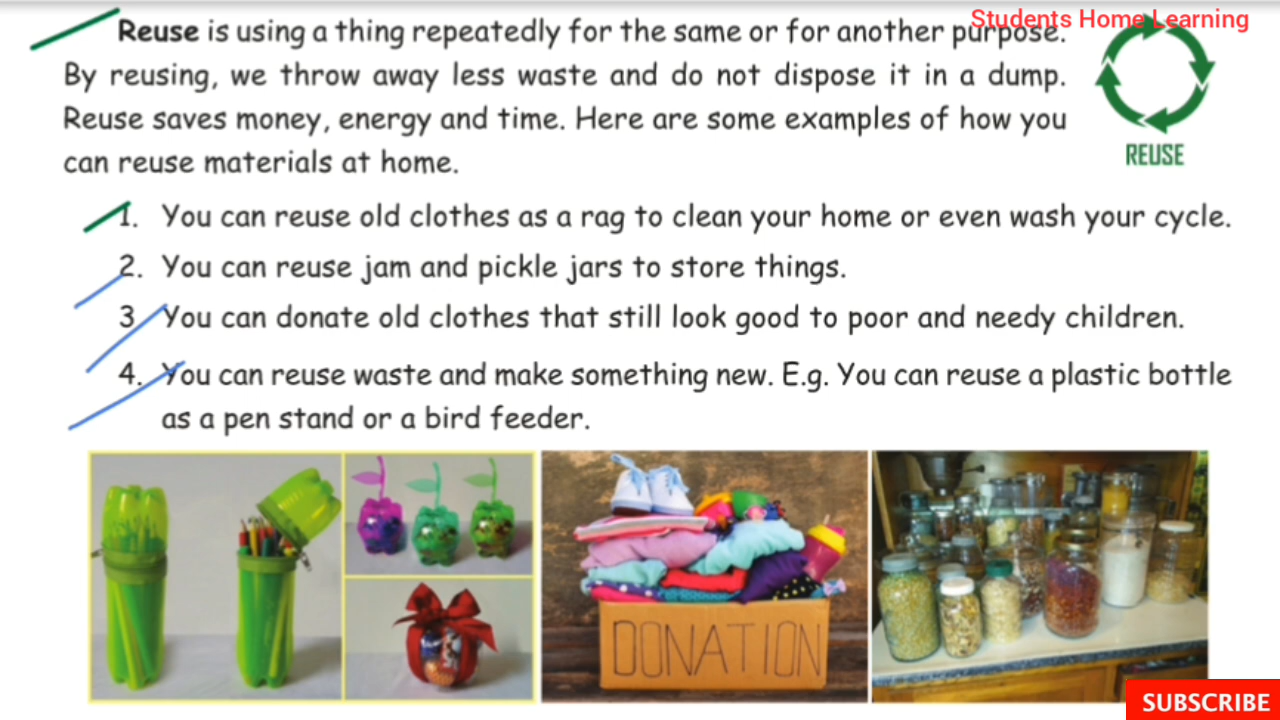 Students Home Learning
Reuse is using a thing repeatedly for the same or for another purpose.
By reusing, we throw away less waste and do not dispose it in a dump.
Reuse saves money, energy and time. Here are some examples of how you
can reuse materials at home.
REUSE
1. You can reuse old clothes as a rag to clean your home or even wash your cycle.
2. You can reuse jam and pickle jars to store things.
3 You can donate old clothes that still look good to poor and needy children.
4. You can reuse waste and make something new. E.g. You can reuse a plastic bottle
as a pen stand or a bird feeder.
DONATION
SUBSCRIBE